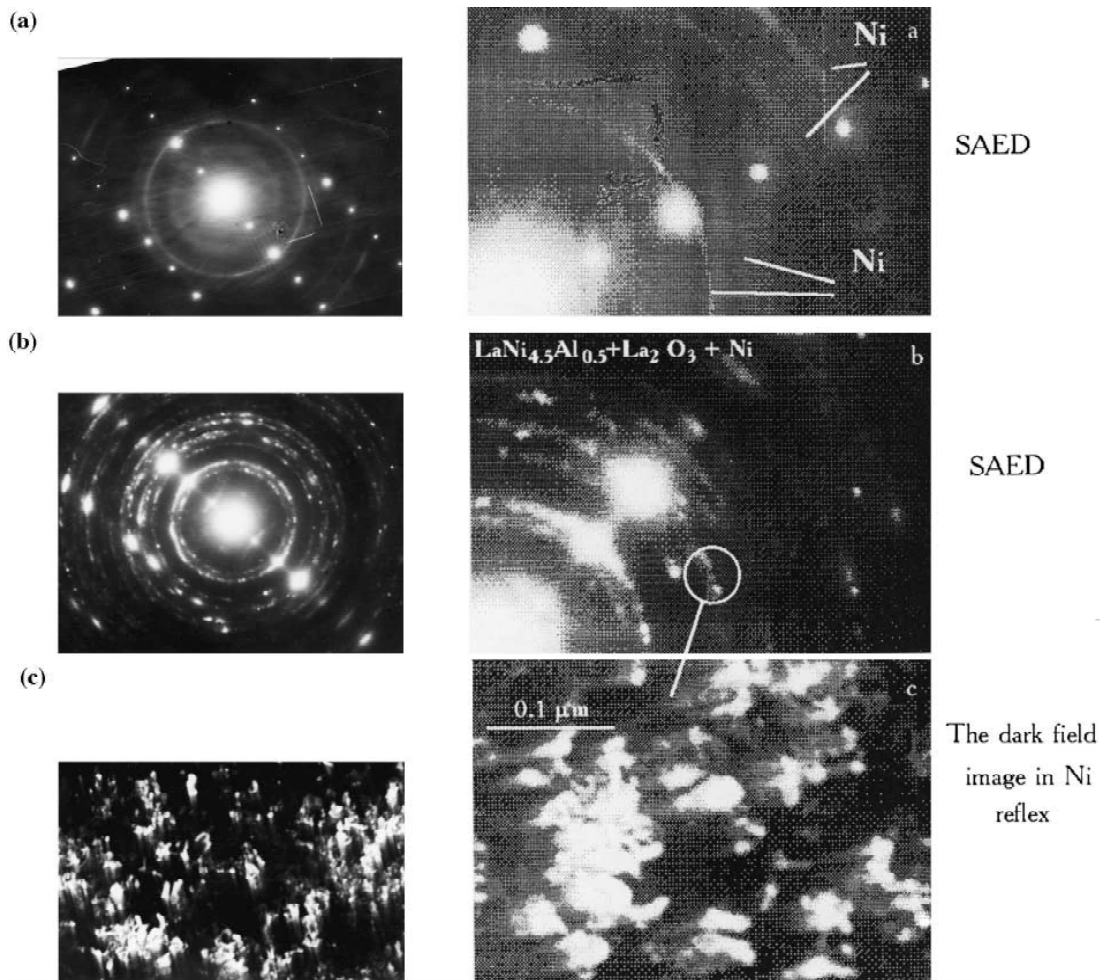 (a)
Ni a
SAED
Ni
(b)
LaNi4.5Al0.5+La2 O3 + Ni
b
SAED
(c)
c
0.1 μm
The dark field
image in Ni
reflex